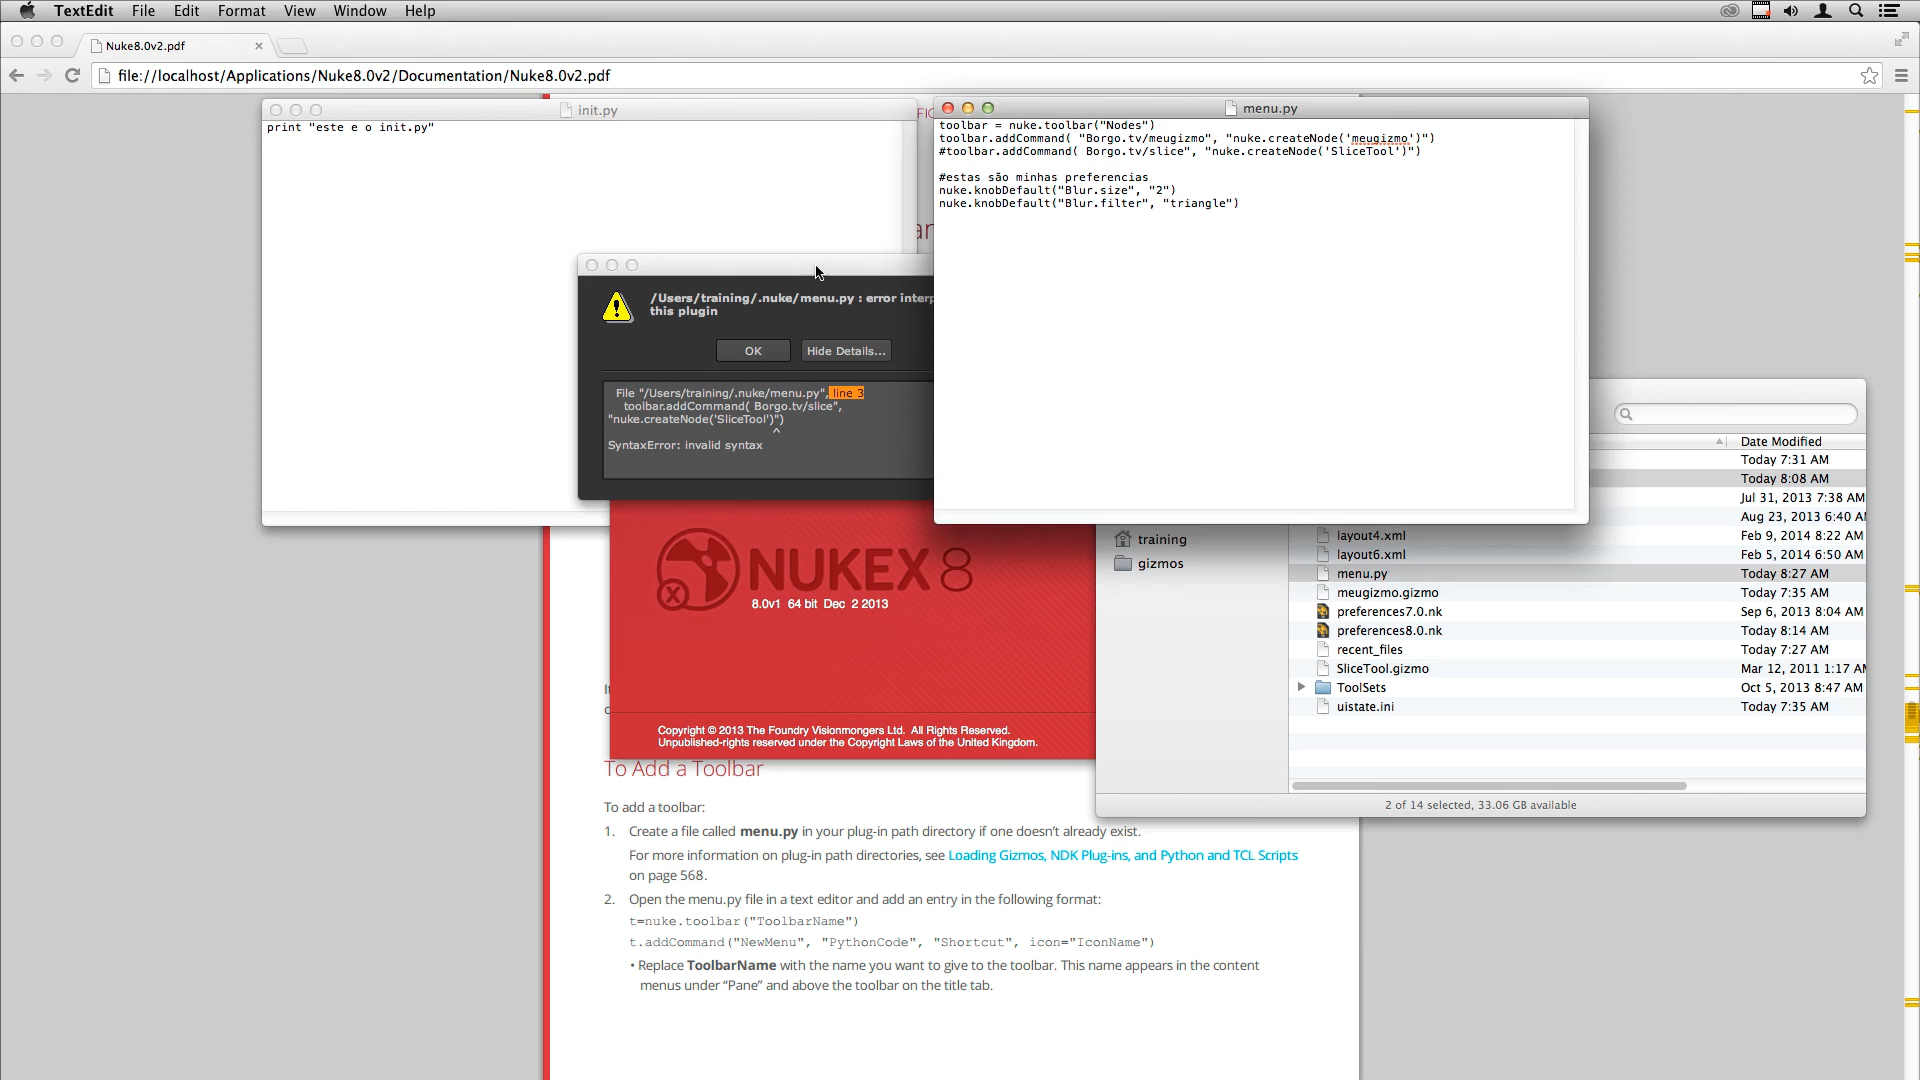 TextEdit File Edit Format View Window Help
Nuke8.0v2.pdf
file://localhost/Applications/Nuke8.0v2/Documentation/Nuke8.0v2.pdf
init.py
print "este e o init.py"
menu.py
toolbar = nuke.toolbar("Nodes")
toolbar.addCommand( "Borgo.tv/meugizmo", "nuke.createNode('meugizmo')")
#toolbar.addCommand( Borgo.tv/slice", "nuke.createNode('SliceTool')")
#estas são minhas preferencias
nuke.knobDefault("Blur.size", "2")
nuke.knobDefault("Blur.filter", "triangle")
/Users/training/.nuke/menu.py : error interp
this plugin
OK Hide Details...
File "/Users/training/.nuke/menu.py", line 3
toolbar.addCommand( Borgo.tv/slice",
"nuke.createNode('SliceTool')")
^
SyntaxError: invalid syntax
NUKEX 8
8.0v1 64 bit Dec 2 2013
Copyright © 2013 The Foundry Visionmongers Ltd. All Rights Reserved.
Unpublished-rights reserved under the Copyright Laws of the United Kingdom.
Date Modified
Today 7:31 AM
Today 8:08 AM
Jul 31, 2013 7:38 AM
Aug 23, 2013 6:40 AM
training
gizmos
layout4.xml Feb 9, 2014 8:22 AM
layout6.xml Feb 5, 2014 6:50 AM
menu.py Today 8:27 AM
meugizmo.gizmo Today 7:35 AM
preferences7.0.nk Sep 6, 2013 8:04 AM
preferences8.0.nk Today 8:14 AM
recent_files Today 7:27 AM
SliceTool.gizmo Mar 12, 2011 1:17 AM
ToolSets Oct 5, 2013 8:47 AM
uistate.ini Today 7:35 AM
2 of 14 selected, 33.06 GB available
To Add a Toolbar
To add a toolbar:
1. Create a file called menu.py in your plug-in path directory if one doesn't already exist.
For more information on plug-in path directories, see Loading Gizmos, NDK Plug-ins, and Python and TCL Scripts
on page 568.
2. Open the menu.py file in a text editor and add an entry in the following format:
t=nuke.toolbar("ToolbarName")
t.addCommand("NewMenu", "PythonCode", "Shortcut", icon="IconName")
• Replace ToolbarName with the name you want to give to the toolbar. This name appears in the content
menus under “Pane” and above the toolbar on the title tab.